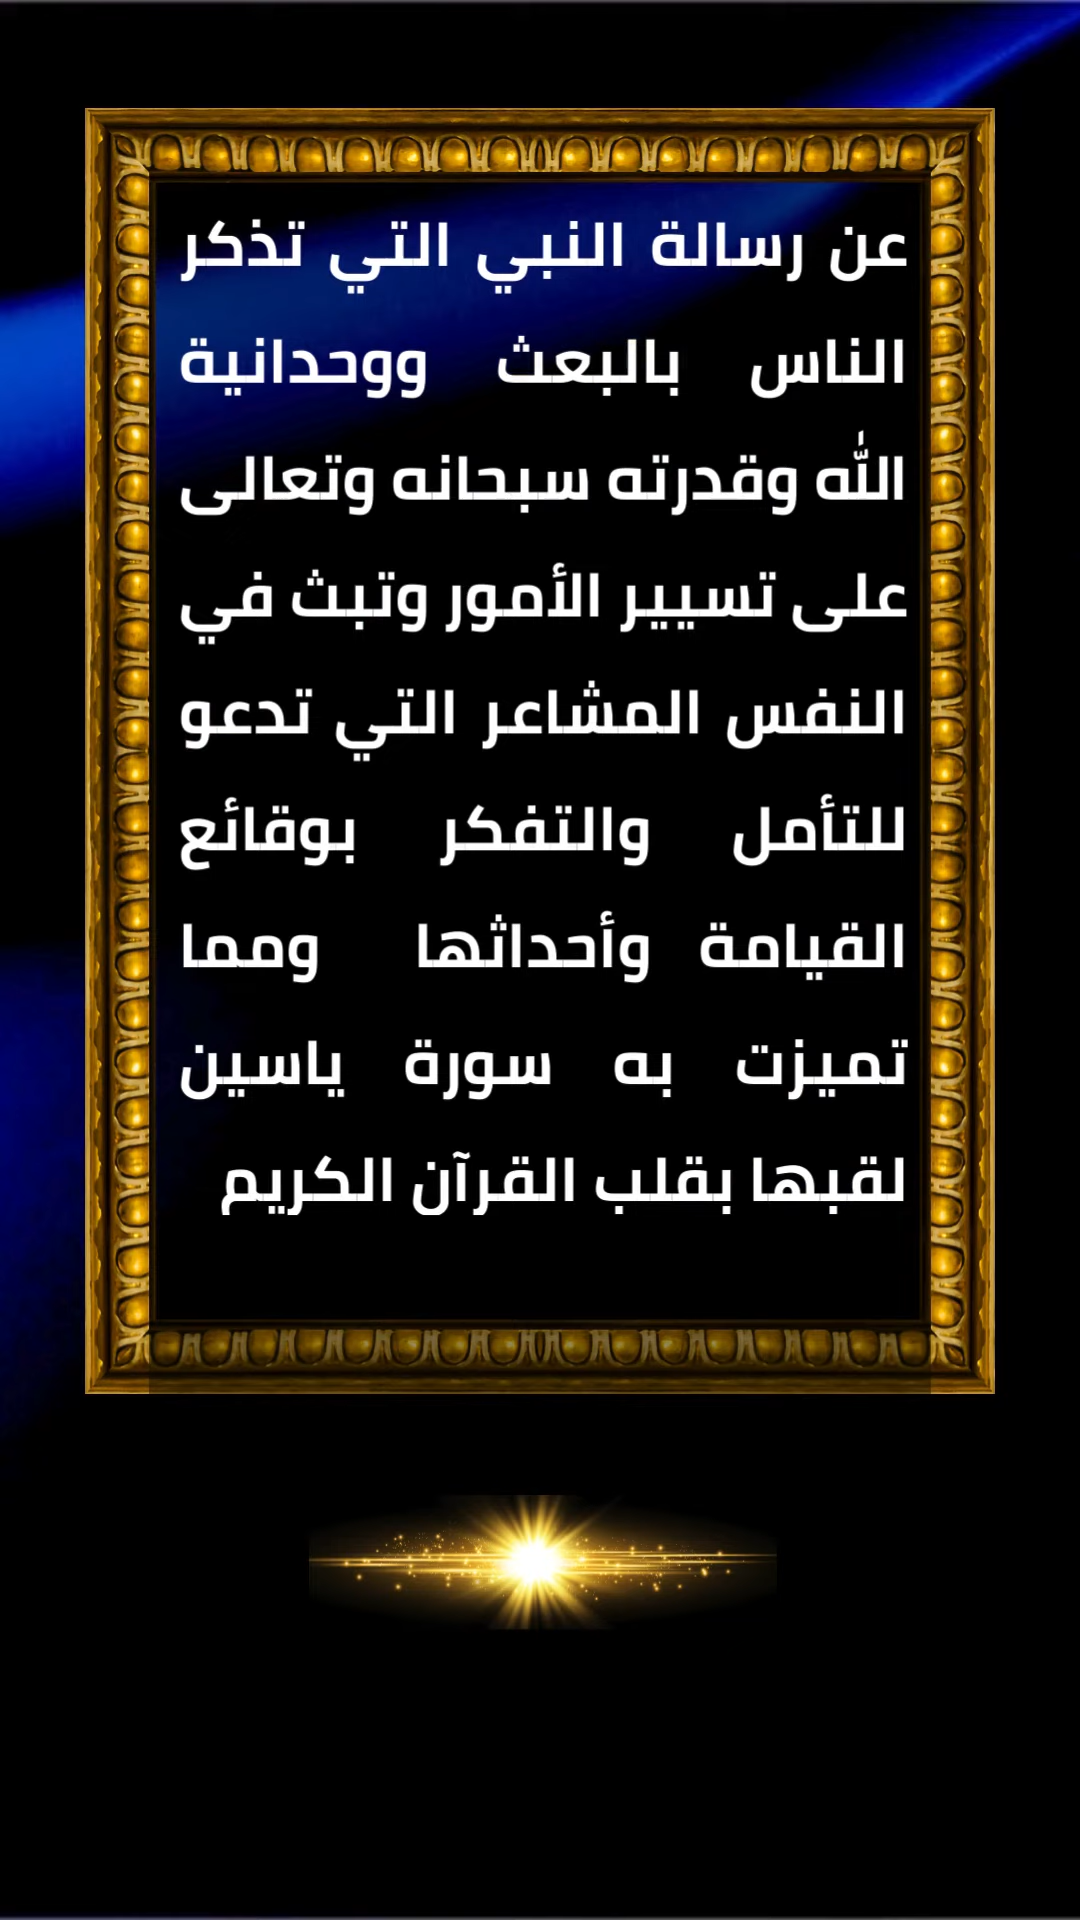 عن رسالة النبي التي تذكر
الناس بالبعث ووحدانية
الله وقدرته سبحانه وتعالى
على تسيير الأمور وتبث في
النفس المشاعر التي تدعو
للتأمل والتفكر بوقائع
القيامة وأحداثها ومما
تميزت به سورة ياسين
لقبها بقلب القرآن الكريم